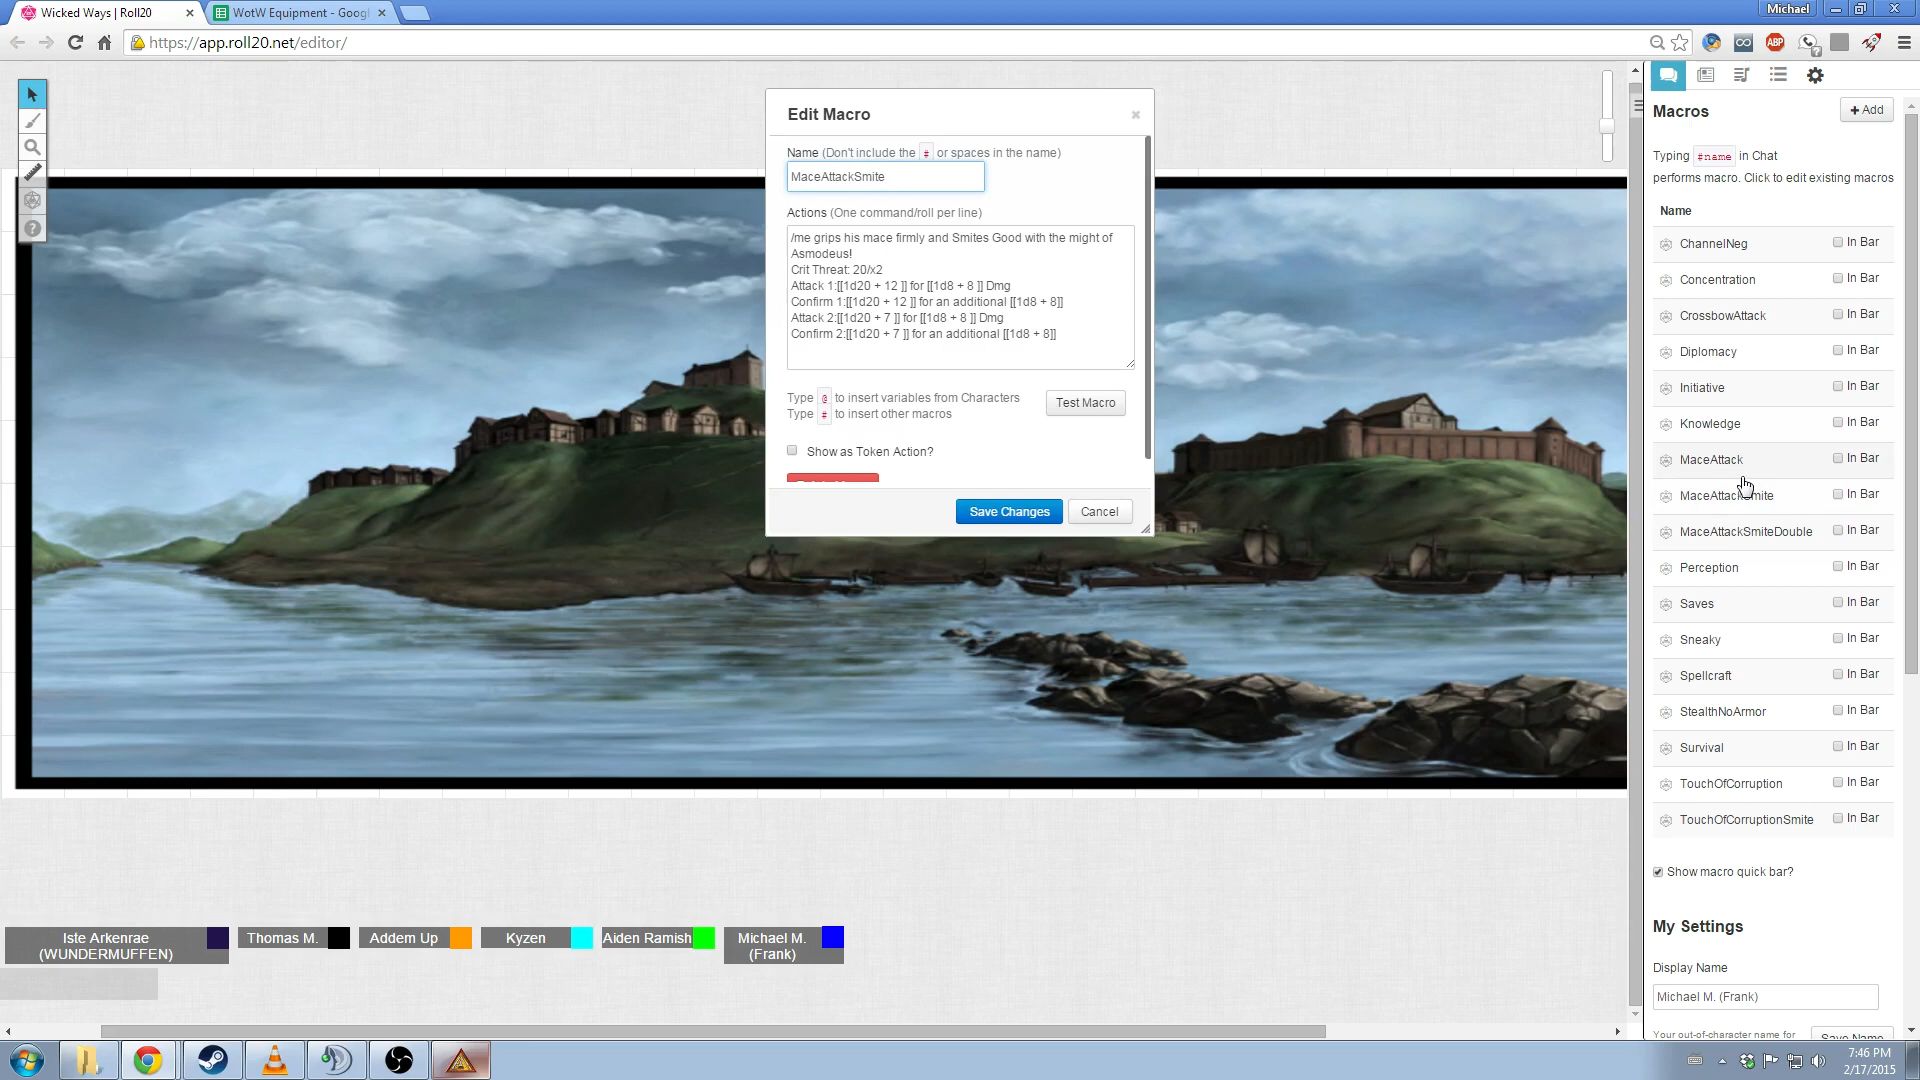 Wicked Ways | Roll20
WotW Equipment - Googl
Michael
https://app.roll20.net/editor/
ABP
Edit Macro
Name (Don't include the # or spaces in the name)
MaceAttackSmite
Actions (One command/roll per line)
/me grips his mace firmly and Smites Good with the might of
Asmodeus!
Crit Threat: 20/x2
Attack 1:[[1d20 + 12 ]] for [[1d8 + 8 ]] Dmg
Confirm 1:[[1d20 + 12 ]] for an additional [[1d8 + 8]]
Attack 2:[[1d20 + 7 ]] for [[1d8 + 8 ]] Dmg
Confirm 2:[[1d20 + 7 ]] for an additional [[1d8 + 8]]
Type @ to insert variables from Characters
Type # to insert other macros
Test Macro
Show as Token Action?
Save Changes
Cancel
Macros
+ Add
Typing #name in Chat
performs macro. Click to edit existing macros
Name
ChannelNeg In Bar
Concentration In Bar
CrossbowAttack In Bar
Diplomacy In Bar
Initiative In Bar
Knowledge In Bar
MaceAttack In Bar
MaceAttackSmite In Bar
MaceAttackSmiteDouble In Bar
Perception In Bar
Saves In Bar
Sneaky In Bar
Spellcraft In Bar
StealthNoArmor In Bar
Survival In Bar
TouchOfCorruption In Bar
TouchOfCorruptionSmite In Bar
Show macro quick bar?
My Settings
Display Name
Michael M. (Frank)
Your out-of-character name for
Save Name
Iste Arkenrae
(WUNDERMUFFEN)
Thomas M.
Addem Up
Kyzen
Aiden Ramish
Michael M.
(Frank)
7:46 PM
2/17/2015